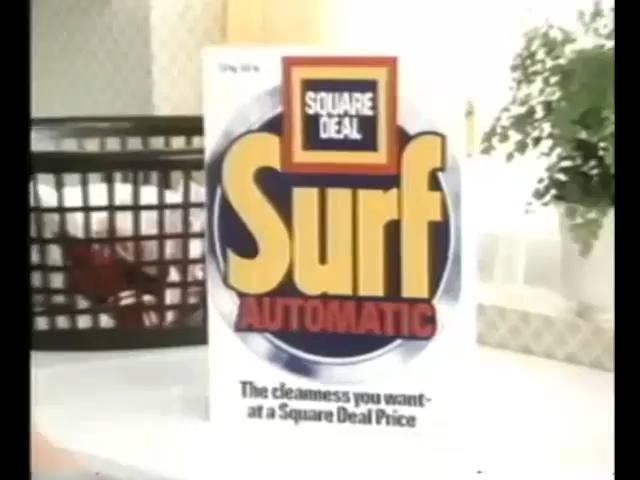 SQUARE
DEAL
Surf
AUTOMATIC
The cleanness you want-
at a Square Deal Price